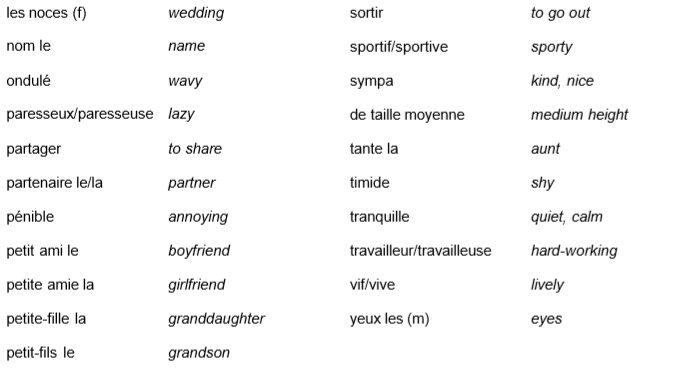 les noces (f) wedding
nom le name
ondulé wavy
paresseux/paresseuse lazy
partager to share
partenaire le/la partner
pénible annoying
petit ami le boyfriend
petite amie la girlfriend
petite-fille la granddaughter
petit-fils le grandson
sortir to go out
sportif/sportive sporty
sympa kind, nice
de taille moyenne medium height
tante la aunt
timide shy
tranquille quiet, calm
travailleur/travailleuse hard-working
vif/vive lively
yeux les (m) eyes